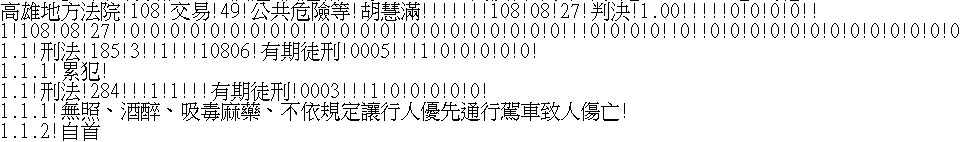 高雄地方法院!108!交易!49!公共危險等!胡慧滿!!!!!!!108!08!27!判決!1.00!!!!!0!0!0!0!!
1!108!08!27!!0!0!0!0!0!0!0!0!0!!0!0!0!0!0!0!0!0!0!0!0!0!!!0!0!0!0!0!!0!!0!0!0!0!0!0!0!0!0!0!0!0!0!0
1.1!刑法!185!3!!1!!!10806!有期徒刑!0005!!!1!0!0!0!0!0!
1.1.1!累犯!
1.1!刑法!284!!!1!1!!!有期徒刑!0003!!!1!0!0!0!0!0!
1.1.1!無照、酒醉、吸毒麻藥、不依規定讓行人優先通行駕車致人傷亡!
1.1.2!自首